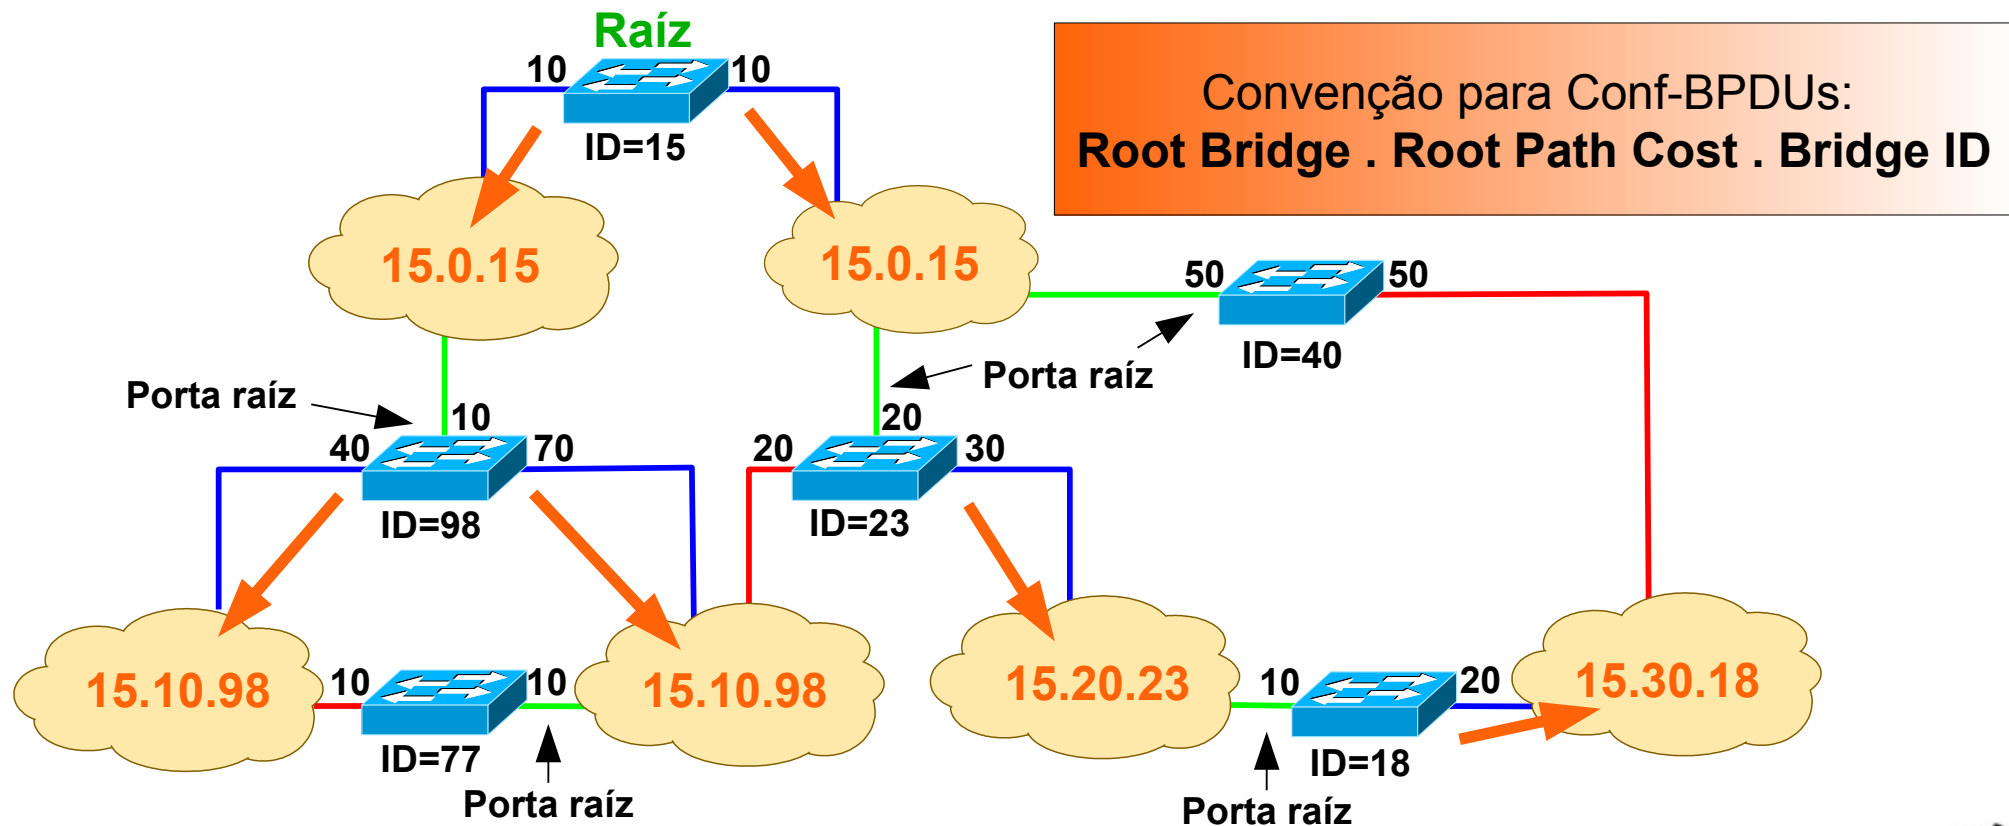 Raíz
10
10
ID=15
Convenção para Conf-BPDUs:
Root Bridge . Root Path Cost . Bridge ID
15.0.15
15.0.15
50
50
ID=40
Porta raíz
Porta raíz
10
40
70
ID=98
20
20
30
ID=23
15.10.98
10
10
ID=77
Porta raíz
15.10.98
15.20.23
10
20
ID=18
Porta raíz
15.30.18